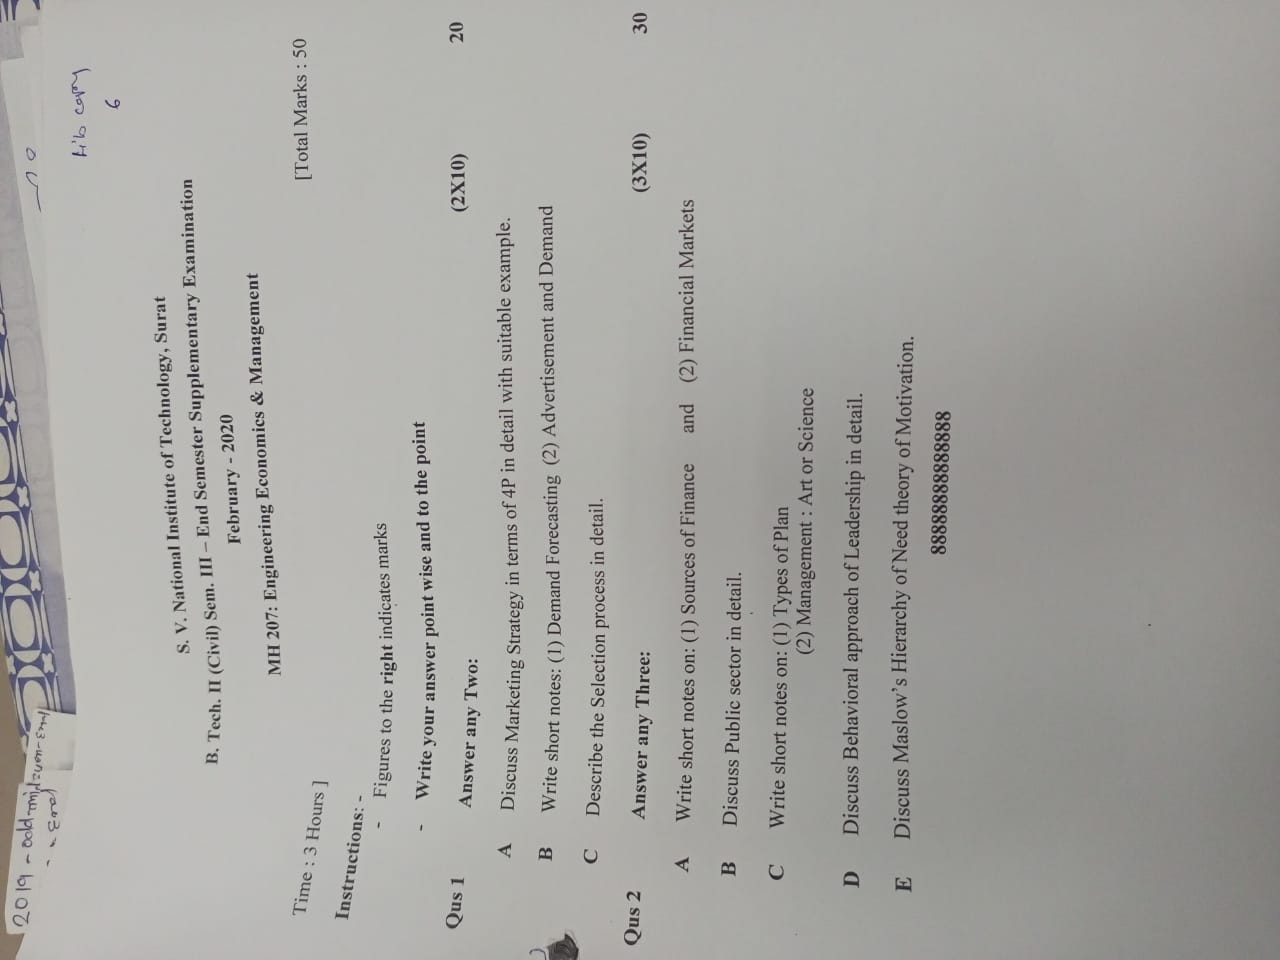 2019 - odd-mid, even-End
Lib copy
6
S. V. National Institute of Technology, Surat
B. Tech. II (Civil) Sem. III – End Semester Supplementary Examination
February - 2020
MH 207: Engineering Economics & Management
Time : 3 Hours ] [Total Marks : 50
Instructions: -
- Figures to the right indicates marks
- Write your answer point wise and to the point
Qus 1 Answer any Two: (2X10) 20
A Discuss Marketing Strategy in terms of 4P in detail with suitable example.
B Write short notes: (1) Demand Forecasting (2) Advertisement and Demand
C Describe the Selection process in detail.
Qus 2 Answer any Three: (3X10) 30
A Write short notes on: (1) Sources of Finance and (2) Financial Markets
B Discuss Public sector in detail.
C Write short notes on: (1) Types of Plan
(2) Management : Art or Science
D Discuss Behavioral approach of Leadership in detail.
E Discuss Maslow's Hierarchy of Need theory of Motivation.
8888888888888888